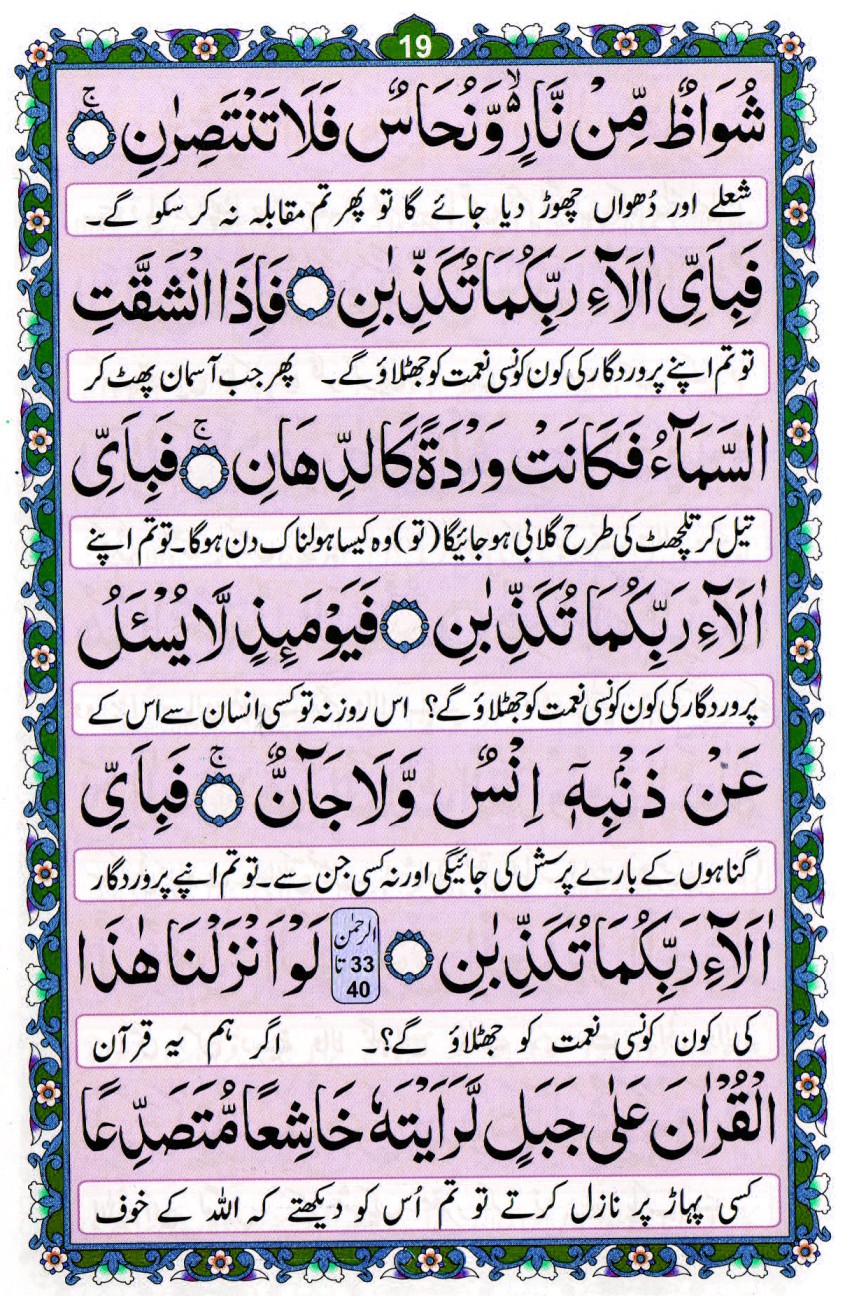 19
شُوَاظٌ مِّنْ نَّارٍ ۙ۬ وَّنُحَاسٌ فَلَا تَنْتَصِرٰنِ ۚ
شعلے اور دُھواں چھوڑ دیا جائے گا تو پھر تم مقابلہ نہ کر سکو گے۔
فَبِاَىِّ اٰلَآءِ رَبِّكُمَا تُكَذِّبٰنِ ۝ فَاِذَا انْشَقَّتِ
تو تم اپنے پروردگار کی کون کونسی نعمت کو جھٹلاؤ گے۔ پھر جب آسمان پھٹ کر
السَّمَآءُ فَكَانَتْ وَرْدَةً كَالدِّهَانِ ۚ فَبِاَىِّ
تیل کر تلچھٹ کی طرح گلابی ہو جائیگا (تو) وہ کیسا ہولناک دن ہوگا۔ تو تم اپنے
اٰلَآءِ رَبِّكُمَا تُكَذِّبٰنِ ۝ فَيَوْمَئِذٍ لَّا يُسْـَٔلُ
پروردگار کی کون کونسی نعمت کو جھٹلاؤ گے؟ اس روز نہ تو کسی انسان سے اس کے
عَنْ ذَنْۢبِهٖٓ اِنْسٌ وَّلَا جَآنٌّ ۚ فَبِاَىِّ
گناہوں کے بارے پرسش کی جائیگی اور نہ کسی جن سے۔ تو تم اپنے پروردگار
اٰلَآءِ رَبِّكُمَا تُكَذِّبٰنِ ۝ الرحمٰن 33 تا 40 لَوْ اَنْزَلْنَا هٰذَا
کی کون کونسی نعمت کو جھٹلاؤ گے؟۔ اگر ہم یہ قرآن
الْقُرْاٰنَ عَلٰى جَبَلٍ لَّرَاَيْتَهٗ خَاشِعًا مُّتَصَدِّعًا
کسی پہاڑ پر نازل کرتے تو تم اُس کو دیکھتے کہ اللہ کے خوف